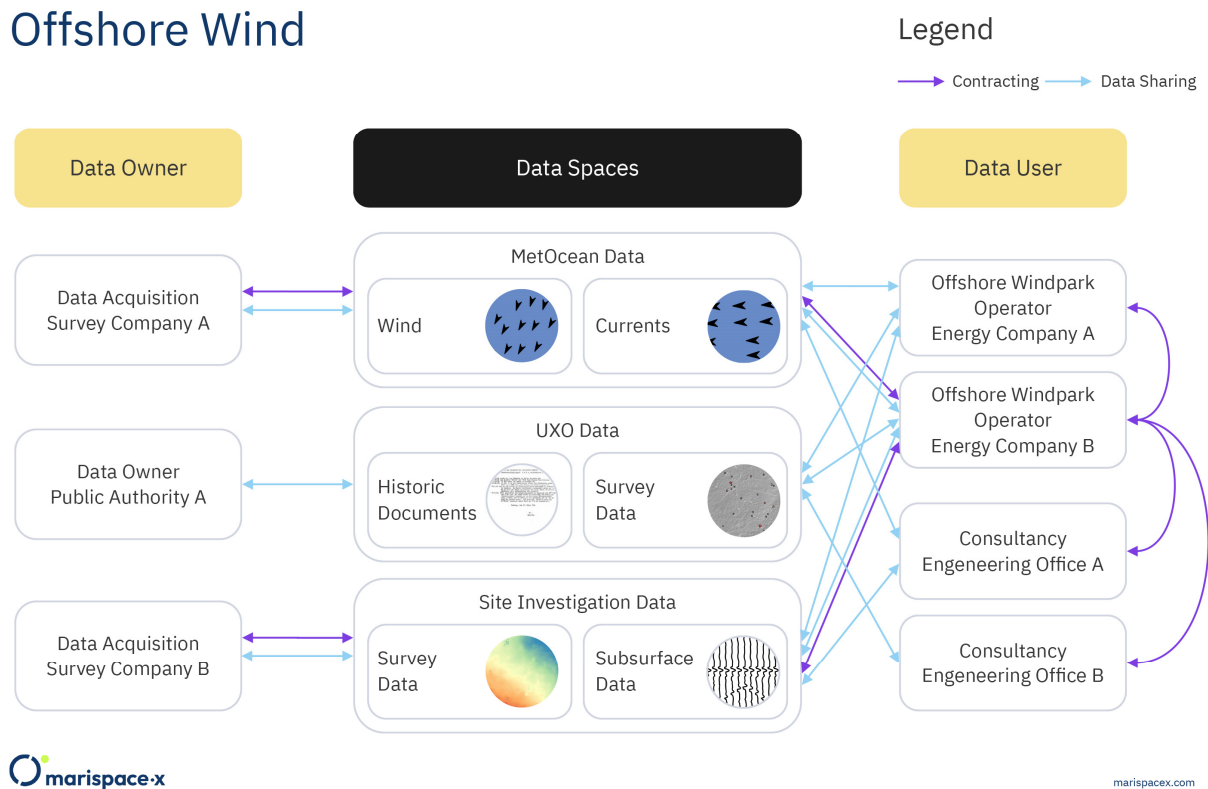 Offshore Wind
Legend
Contracting
Data Sharing
Data Owner
Data Spaces
Data User
Data Acquisition
Survey Company A
Data Owner
Public Authority A
Data Acquisition
Survey Company B
MetOcean Data
Wind
Currents
UXO Data
Historic
Documents
Survey
Data
Site Investigation Data
Survey
Data
Subsurface
Data
Offshore Windpark
Operator
Energy Company A
Offshore Windpark
Operator
Energy Company B
Consultancy
Engeneering Office A
Consultancy
Engeneering Office B
marispace-x
marispacex.com